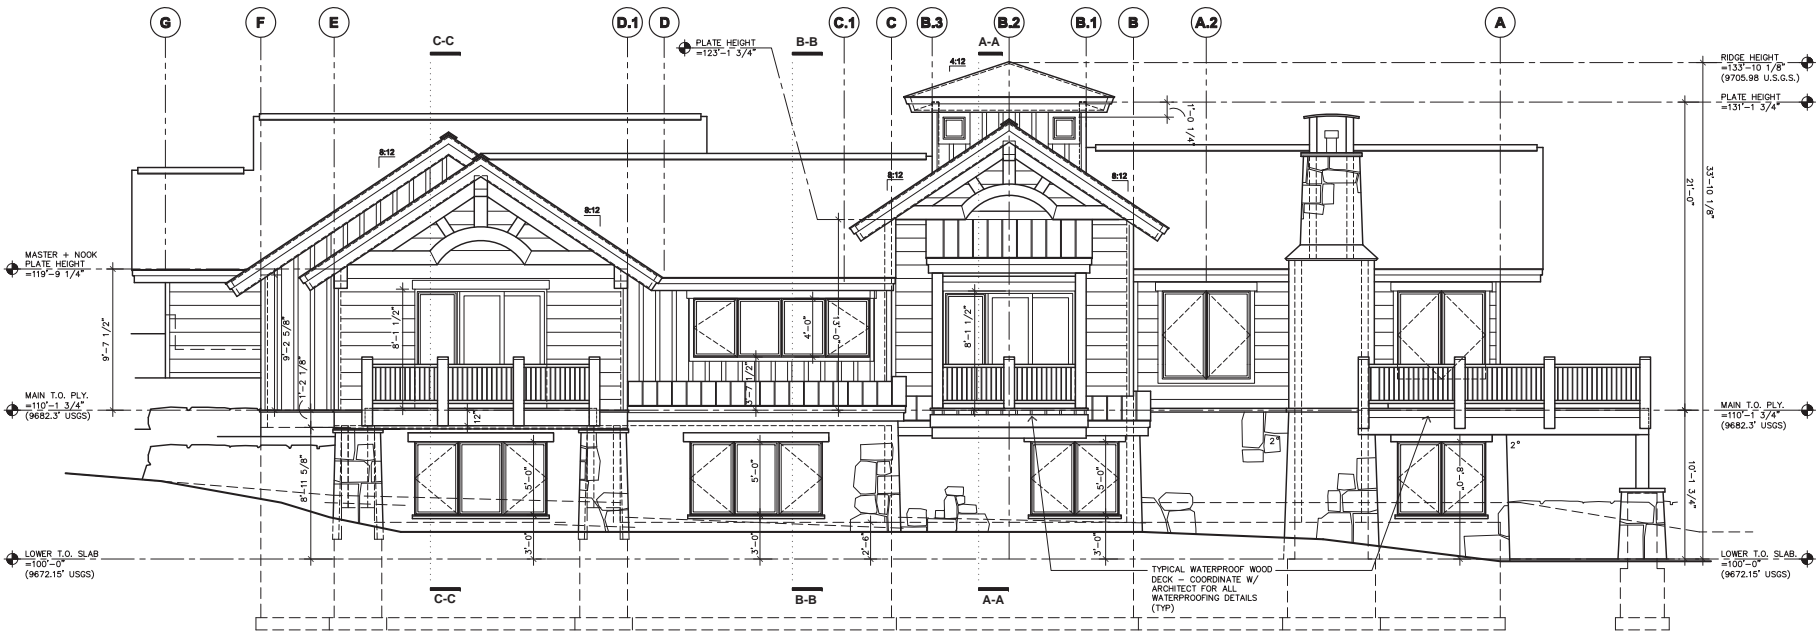 G
F
E
D.1
D
C.1
C
B.3
B.2
B.1
B
A.2
A
C-C
PLATE HEIGHT
=123'-1 3/4"
B-B
A-A
4:12
RIDGE HEIGHT
=133'-10 1/8"
(9705.98 U.S.G.S.)
PLATE HEIGHT
=131'-1 3/4"
1'-0 1/4"
8:12
8:12
8:12
8:12
21'-0"
33'-10 1/8"
MASTER + NOOK
PLATE HEIGHT
=119'-9 1/4"
9'-7 1/2"
9'-2 5/8"
8'-1 1/2"
4'-0"
13'-0"
8'-1 1/2"
3'-7 1/2"
1'-2 1/8"
12"
MAIN T.O. PLY.
=110'-1 3/4"
(9682.3' USGS)
MAIN T.O. PLY.
=110'-1 3/4"
(9682.3' USGS)
2°
2°
8'-11 5/8"
5'-0"
5'-0"
5'-0"
8'-0"
10'-1 3/4"
3'-0"
3'-0"
2'-6"
3'-0"
LOWER T.O. SLAB
=100'-0"
(9672.15' USGS)
LOWER T.O. SLAB.
=100'-0"
(9672.15' USGS)
TYPICAL WATERPROOF WOOD
DECK - COORDINATE W/
ARCHITECT FOR ALL
WATERPROOFING DETAILS
(TYP)
C-C
B-B
A-A